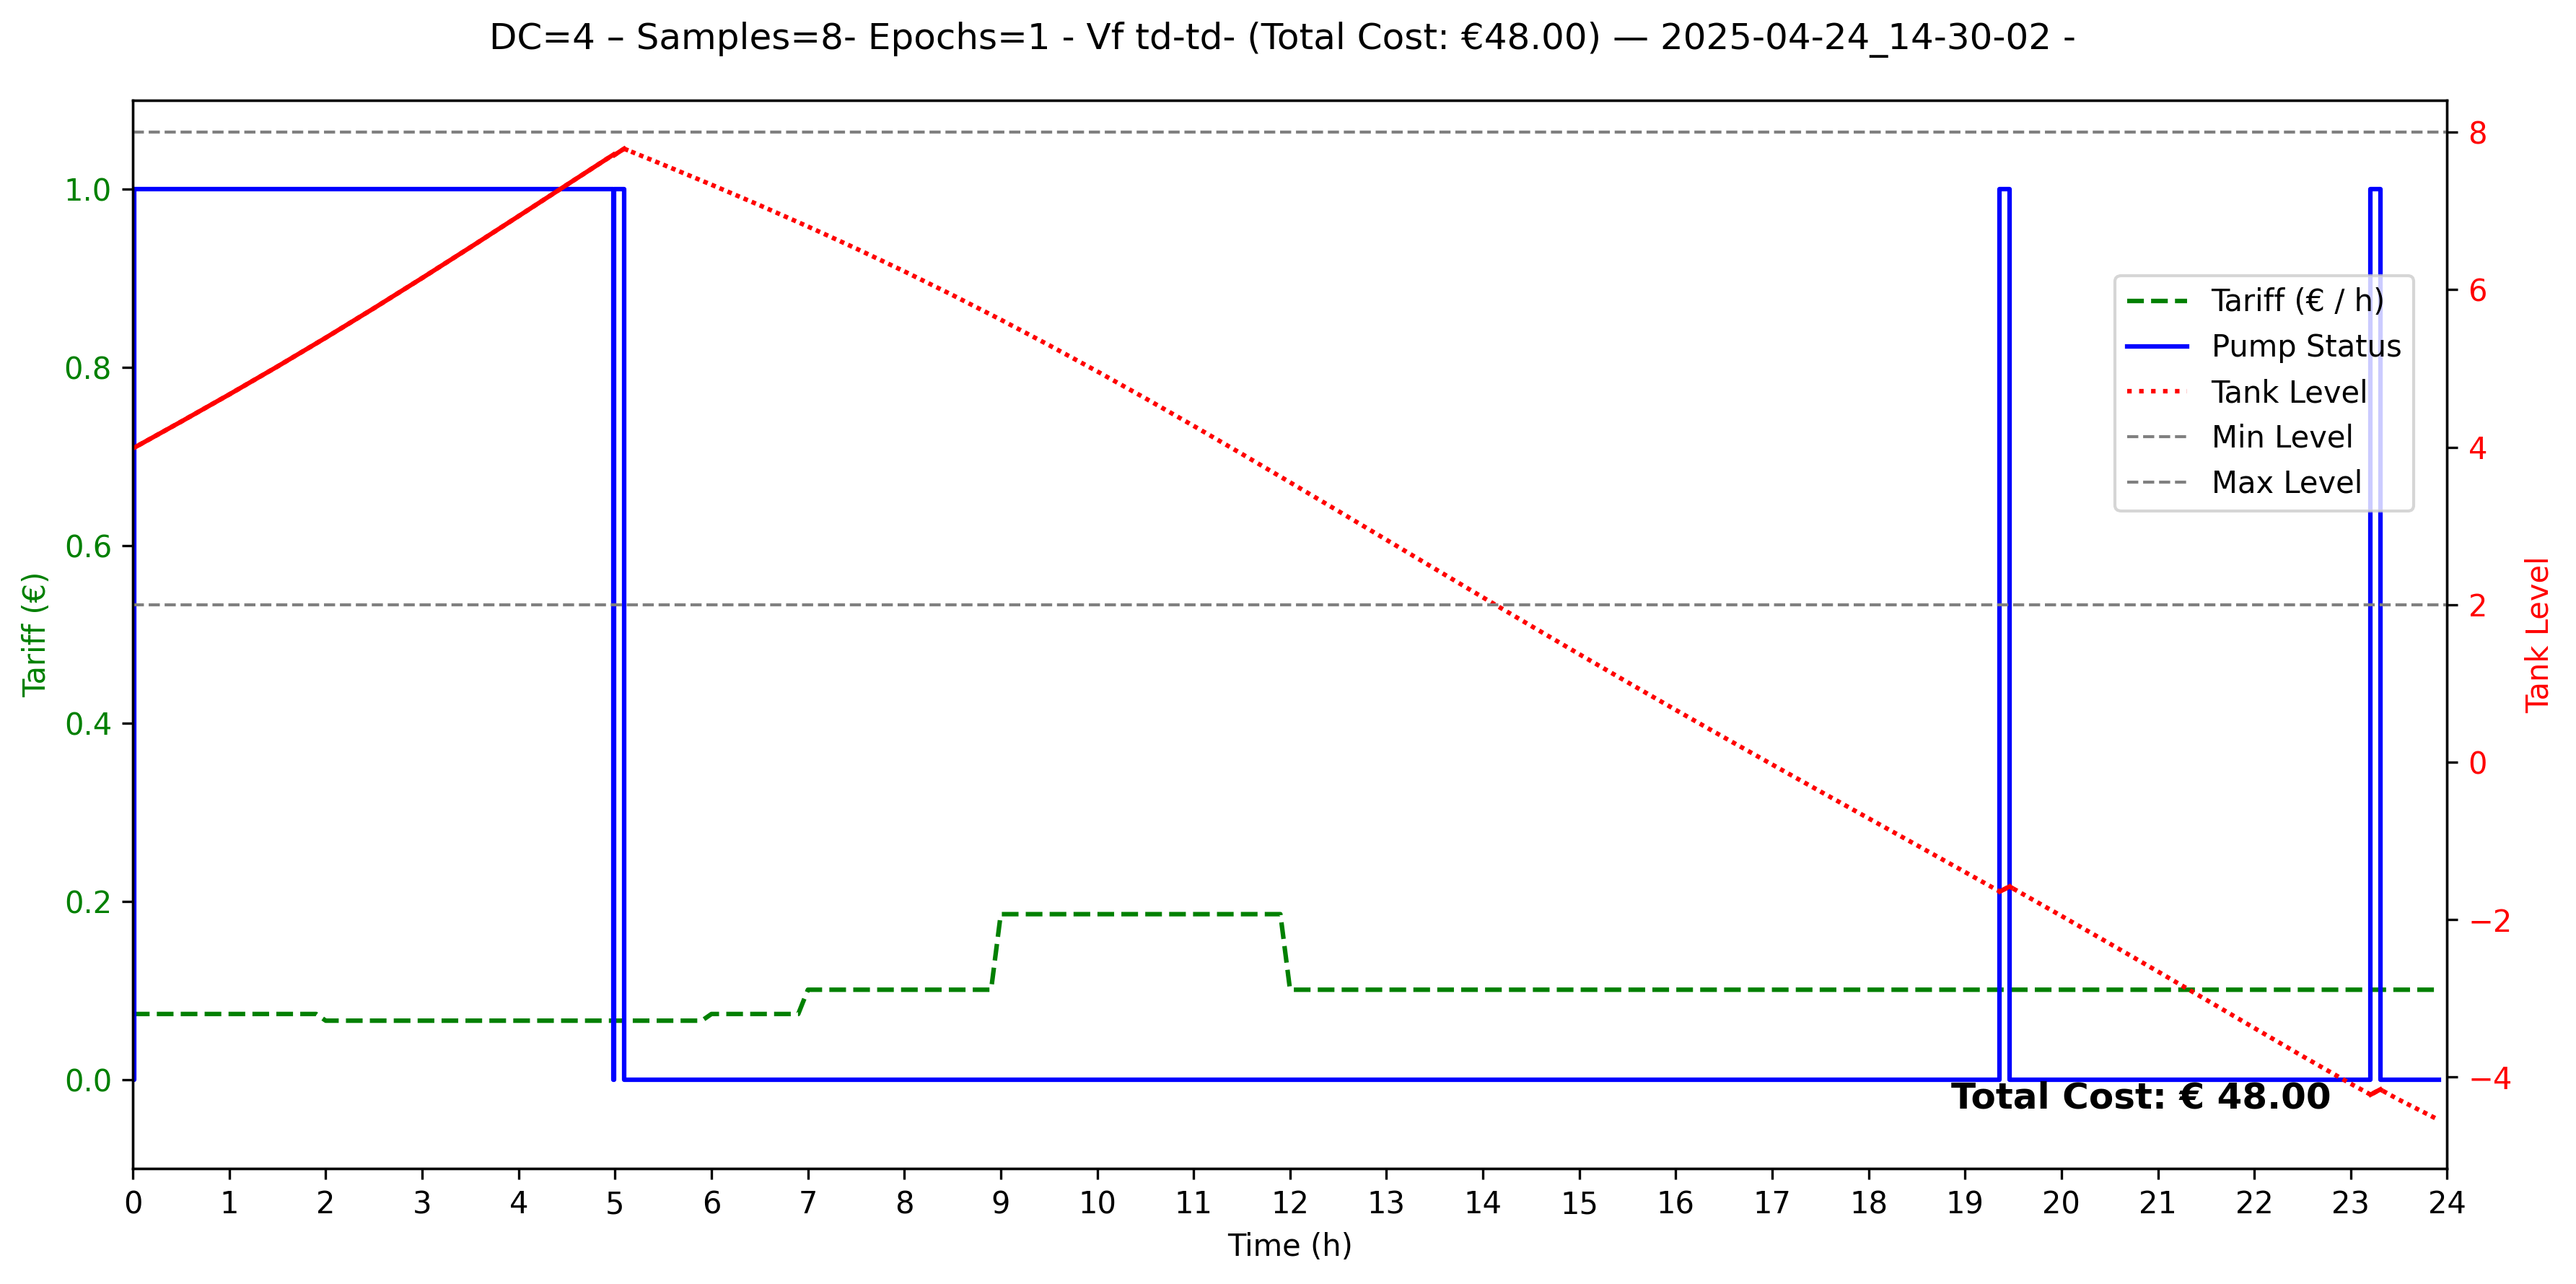 DC=4 – Samples=8- Epochs=1 - Vf td-td- (Total Cost: €48.00) — 2025-04-24_14-30-02 -
1.0
0.8
0.6
0.4
0.2
0.0
Tariff (€)
8
6
4
2
0
−2
−4
Tank Level
Tariff (€ / h)
Pump Status
Tank Level
Min Level
Max Level
Total Cost: € 48.00
0 1 2 3 4 5 6 7 8 9 10 11 12 13 14 15 16 17 18 19 20 21 22 23 24
Time (h)